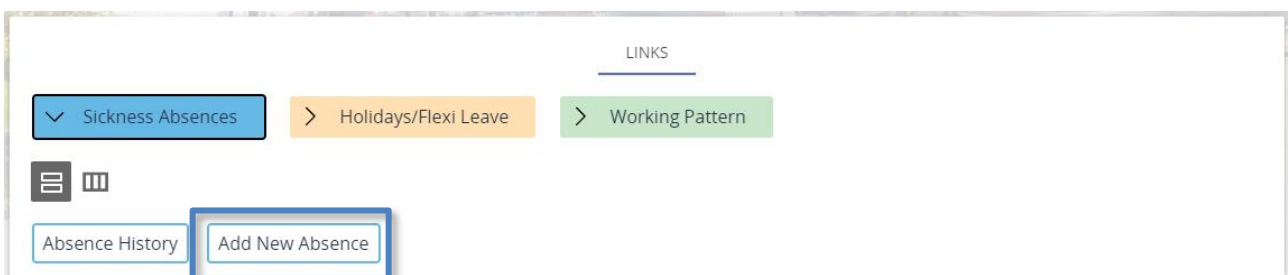 LINKS
Sickness Absences Holidays/Flexi Leave Working Pattern
Absence History Add New Absence